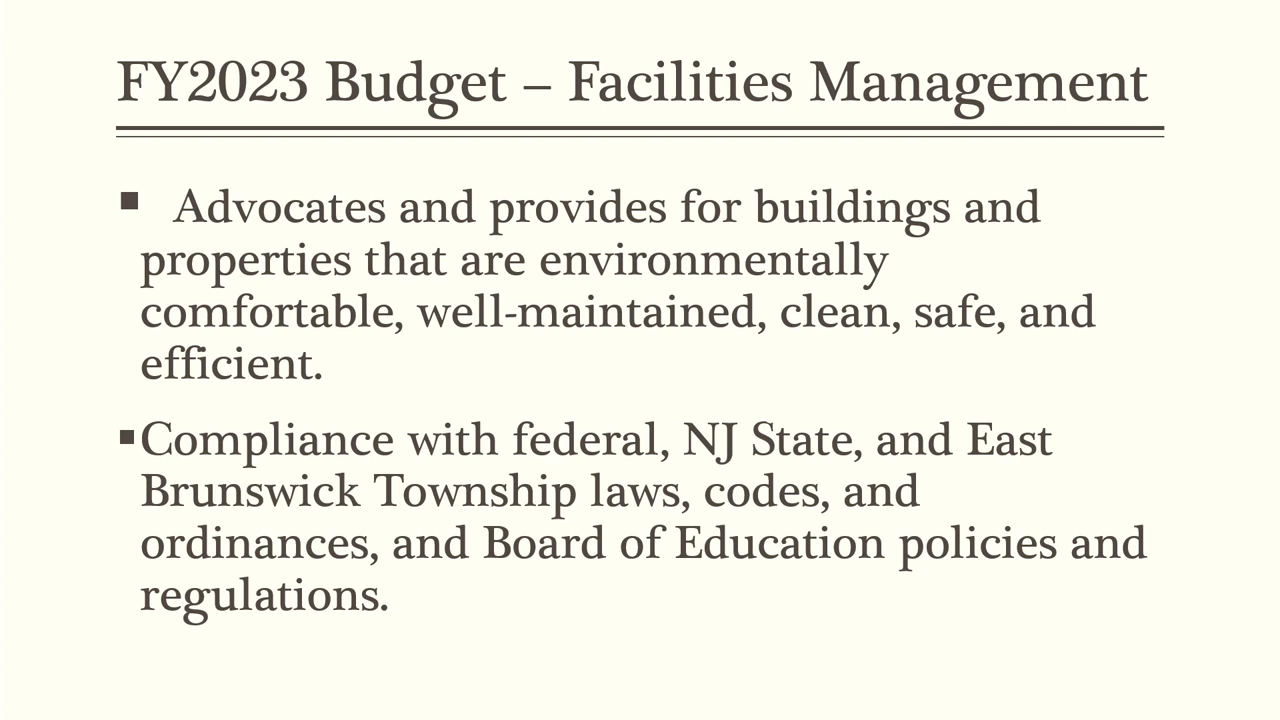 FY2023 Budget – Facilities Management
▪ Advocates and provides for buildings and
properties that are environmentally
comfortable, well-maintained, clean, safe, and
efficient.
▪Compliance with federal, NJ State, and East
Brunswick Township laws, codes, and
ordinances, and Board of Education policies and
regulations.